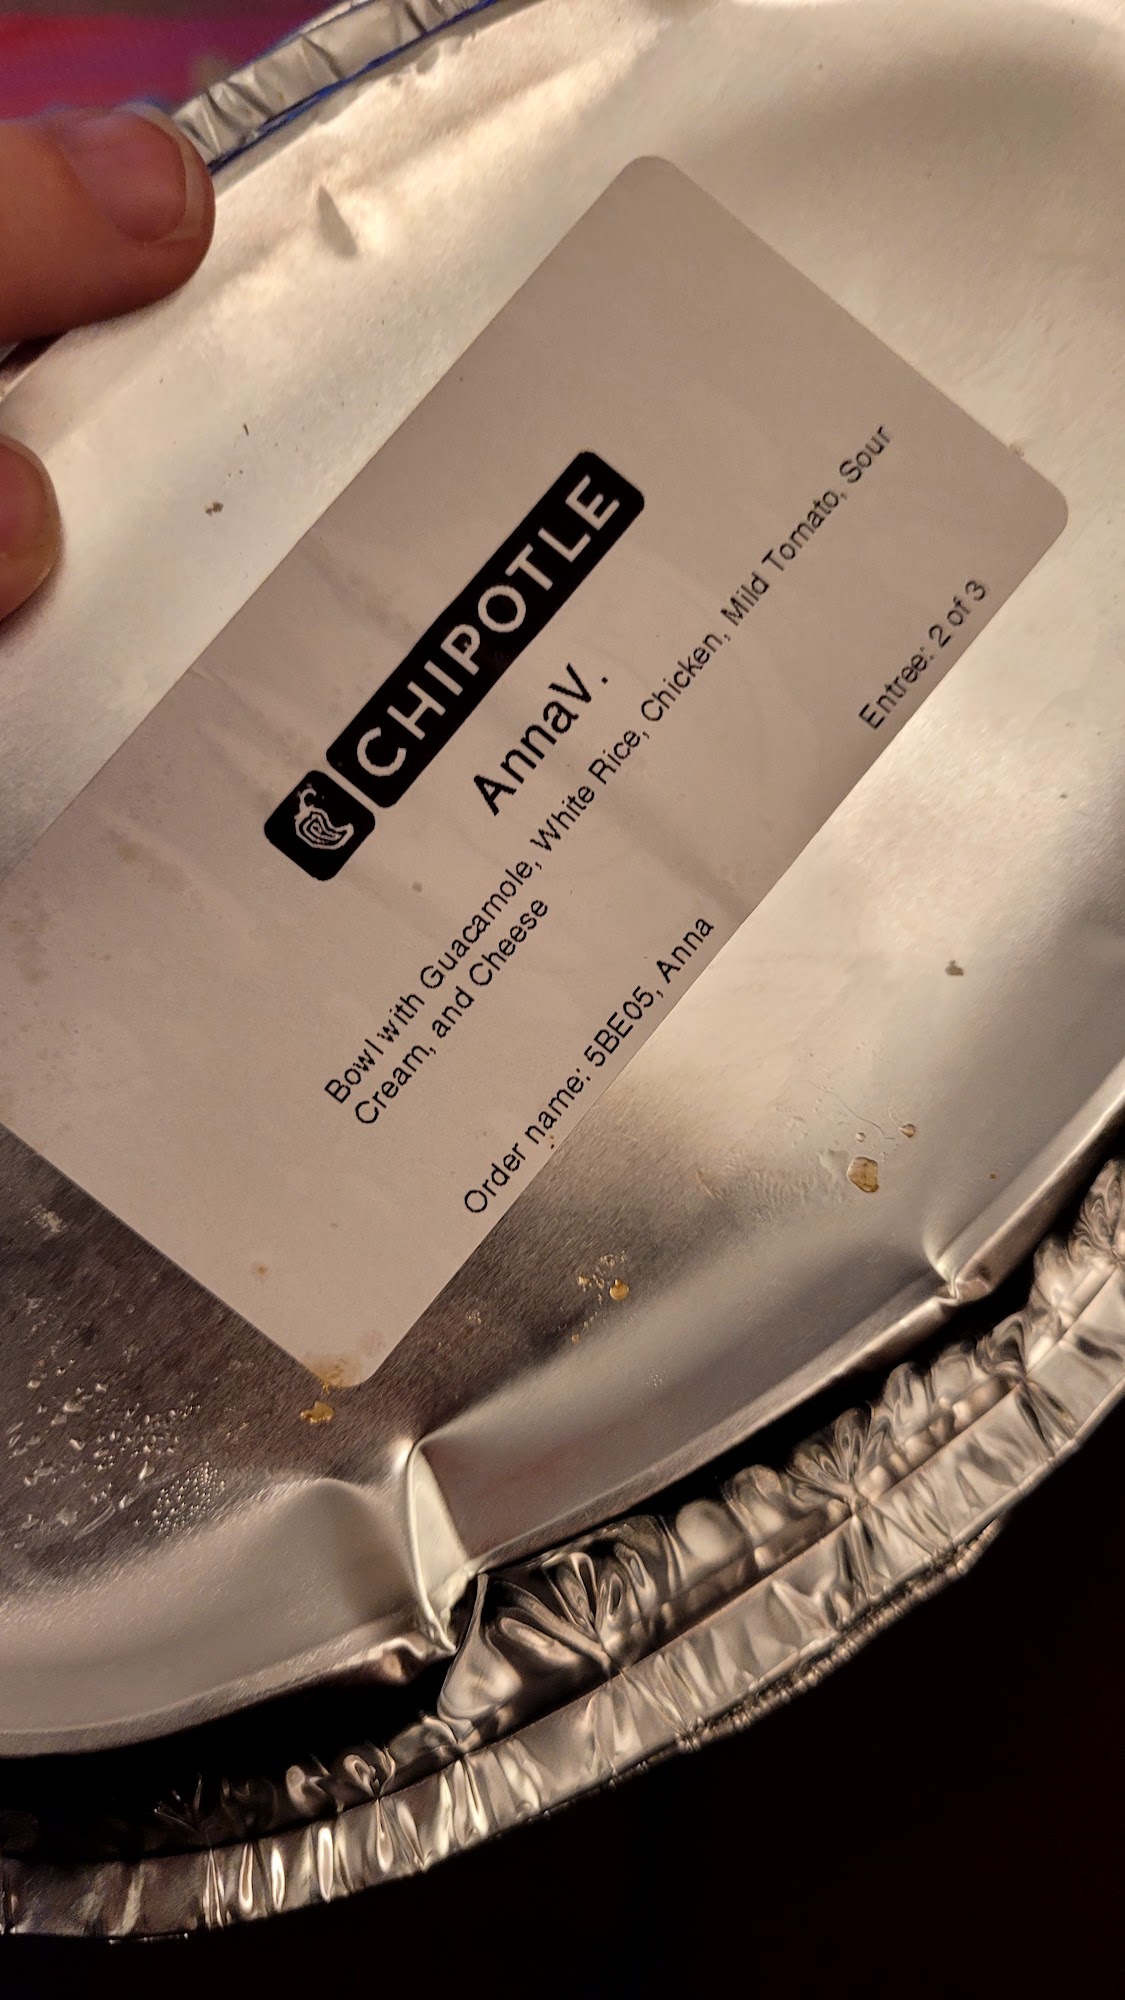 CHIPOTLE
AnnaV.
Bowl with Guacamole, White Rice, Chicken, Mild Tomato, Sour
Cream, and Cheese
Order name: 5BE05, Anna
Entree: 2 of 3